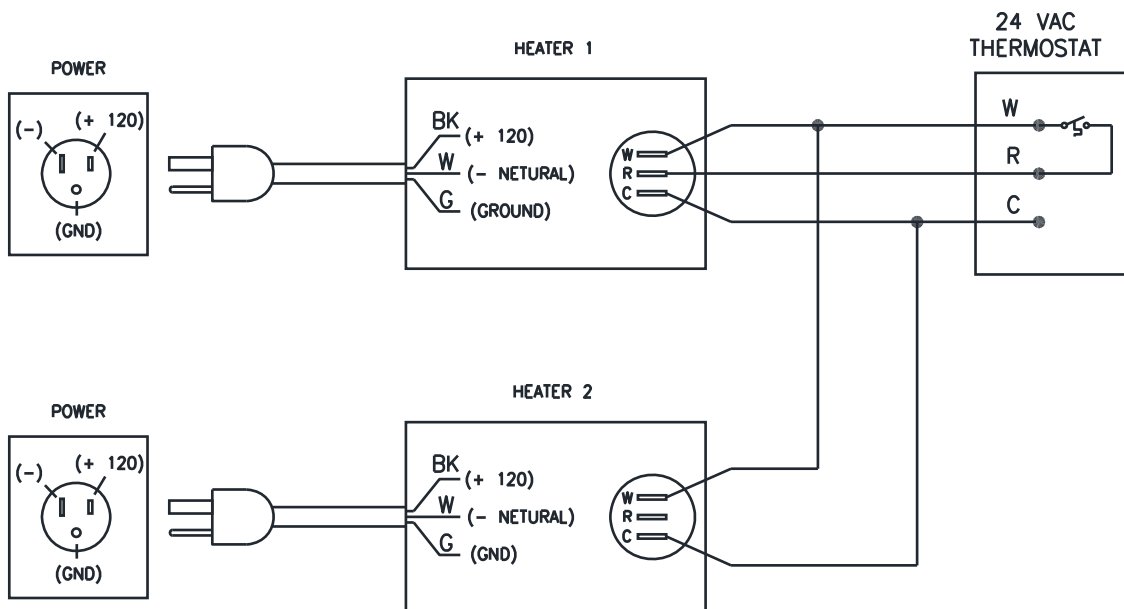 24 VAC
THERMOSTAT
HEATER 1
POWER
(-)
(+ 120)
(GND)
BK (+ 120)
W (- NETURAL)
G (GROUND)
W
R
C
W
R
C
HEATER 2
POWER
(-)
(+ 120)
(GND)
BK (+ 120)
W (- NETURAL)
G (GND)
W
R
C